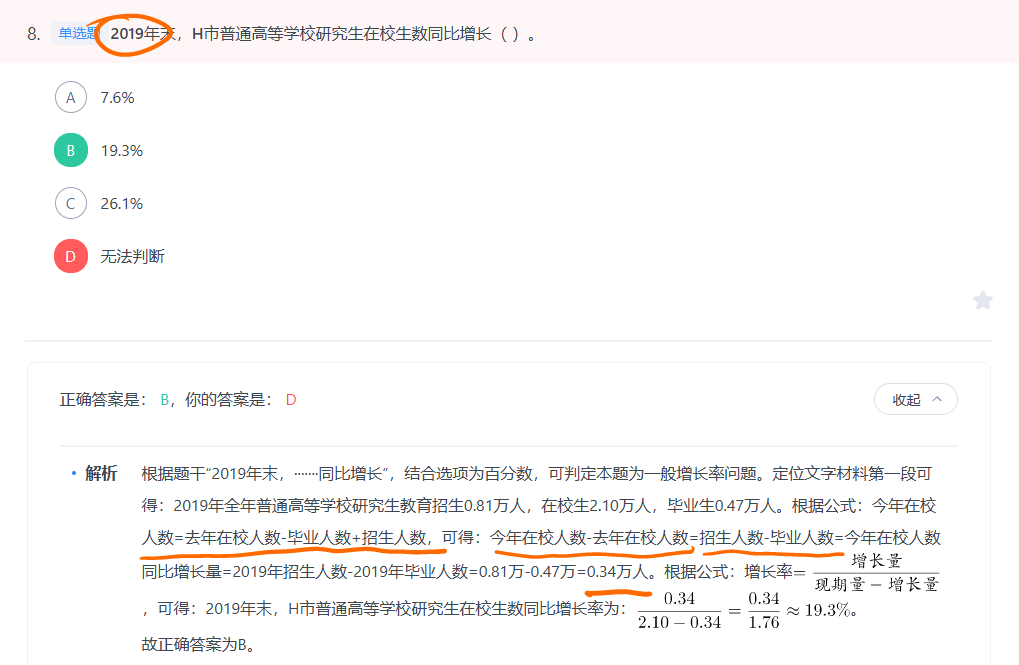 8. 单选题 2019年末，H市普通高等学校研究生在校生数同比增长（ ）。
A 7.6%
B 19.3%
C 26.1%
D 无法判断
正确答案是： B，你的答案是： D
收起
• 解析 根据题干“2019年末，……同比增长”，结合选项为百分数，可判定本题为一般增长率问题。定位文字材料第一段可
得：2019年全年普通高等学校研究生教育招生0.81万人，在校生2.10万人，毕业生0.47万人。根据公式：今年在校
人数=去年在校人数-毕业人数+招生人数，可得：今年在校人数-去年在校人数=招生人数-毕业人数=今年在校人数
同比增长量=2019年招生人数-2019年毕业人数=0.81万-0.47万=0.34万人。根据公式：增长率= 增长量 / 现期量 − 增长量
，可得：2019年末，H市普通高等学校研究生在校生数同比增长率为： 0.34 / 2.10 − 0.34 = 0.34 / 1.76 ≈ 19.3%。
故正确答案为B。